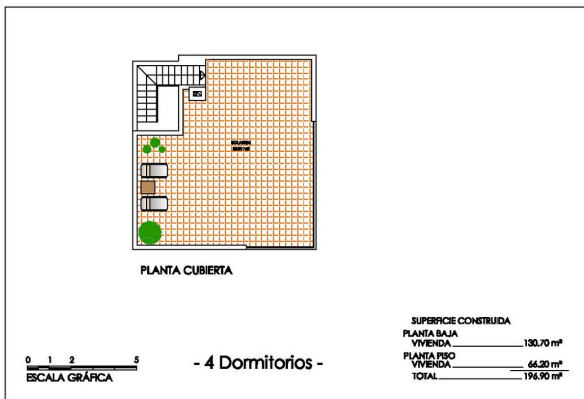 SOLARIUM
PLANTA CUBIERTA
0 1 2 5
ESCALA GRÁFICA
- 4 Dormitorios -
SUPERFICIE CONSTRUIDA
PLANTA BAJA
VIVIENDA 130.70 m²
PLANTA PISO
VIVIENDA 66.20 m²
TOTAL 196.90 m²